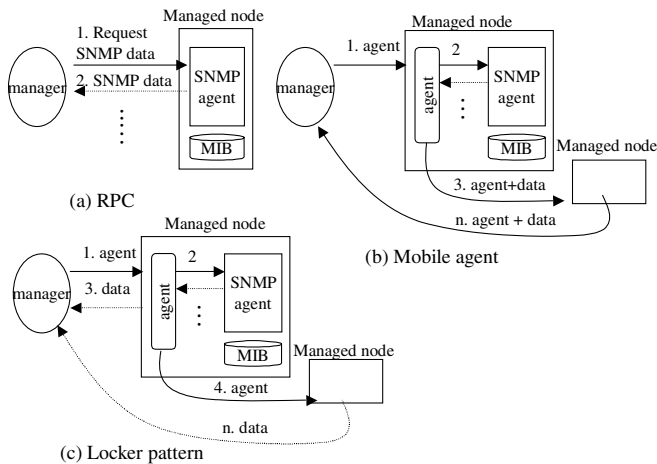 Managed node
1. Request
SNMP data
2. SNMP data
manager
SNMP
agent
MIB
(a) RPC
Managed node
1. agent
2
manager
agent
SNMP
agent
MIB
Managed node
3. agent+data
n. agent + data
(b) Mobile agent
Managed node
1. agent
2
manager
3. data
agent
SNMP
agent
MIB
Managed node
4. agent
n. data
(c) Locker pattern